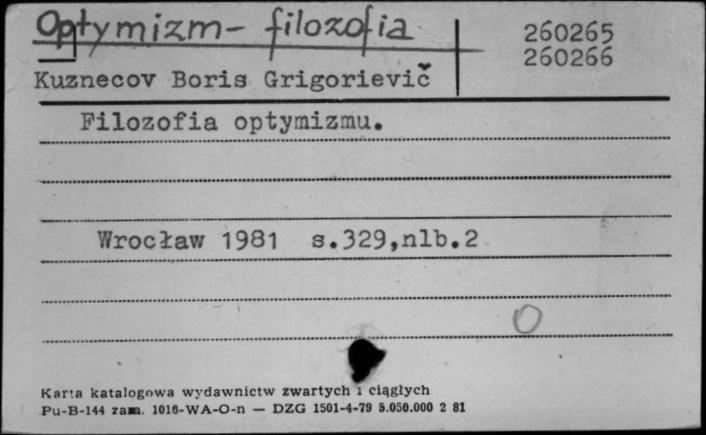 Optymizm- filozofia
260265
260266
Kuznecov Boris Grigorievič
Filozofia optymizmu.
Wrocław 1981 s.329,nlb.2
O
Karta katalogowa wydawnictw zwartych i ciągłych
Pu-B-144 zam. 1016-WA-O-n — DZG 1501-4-79 5.050.000 2 81